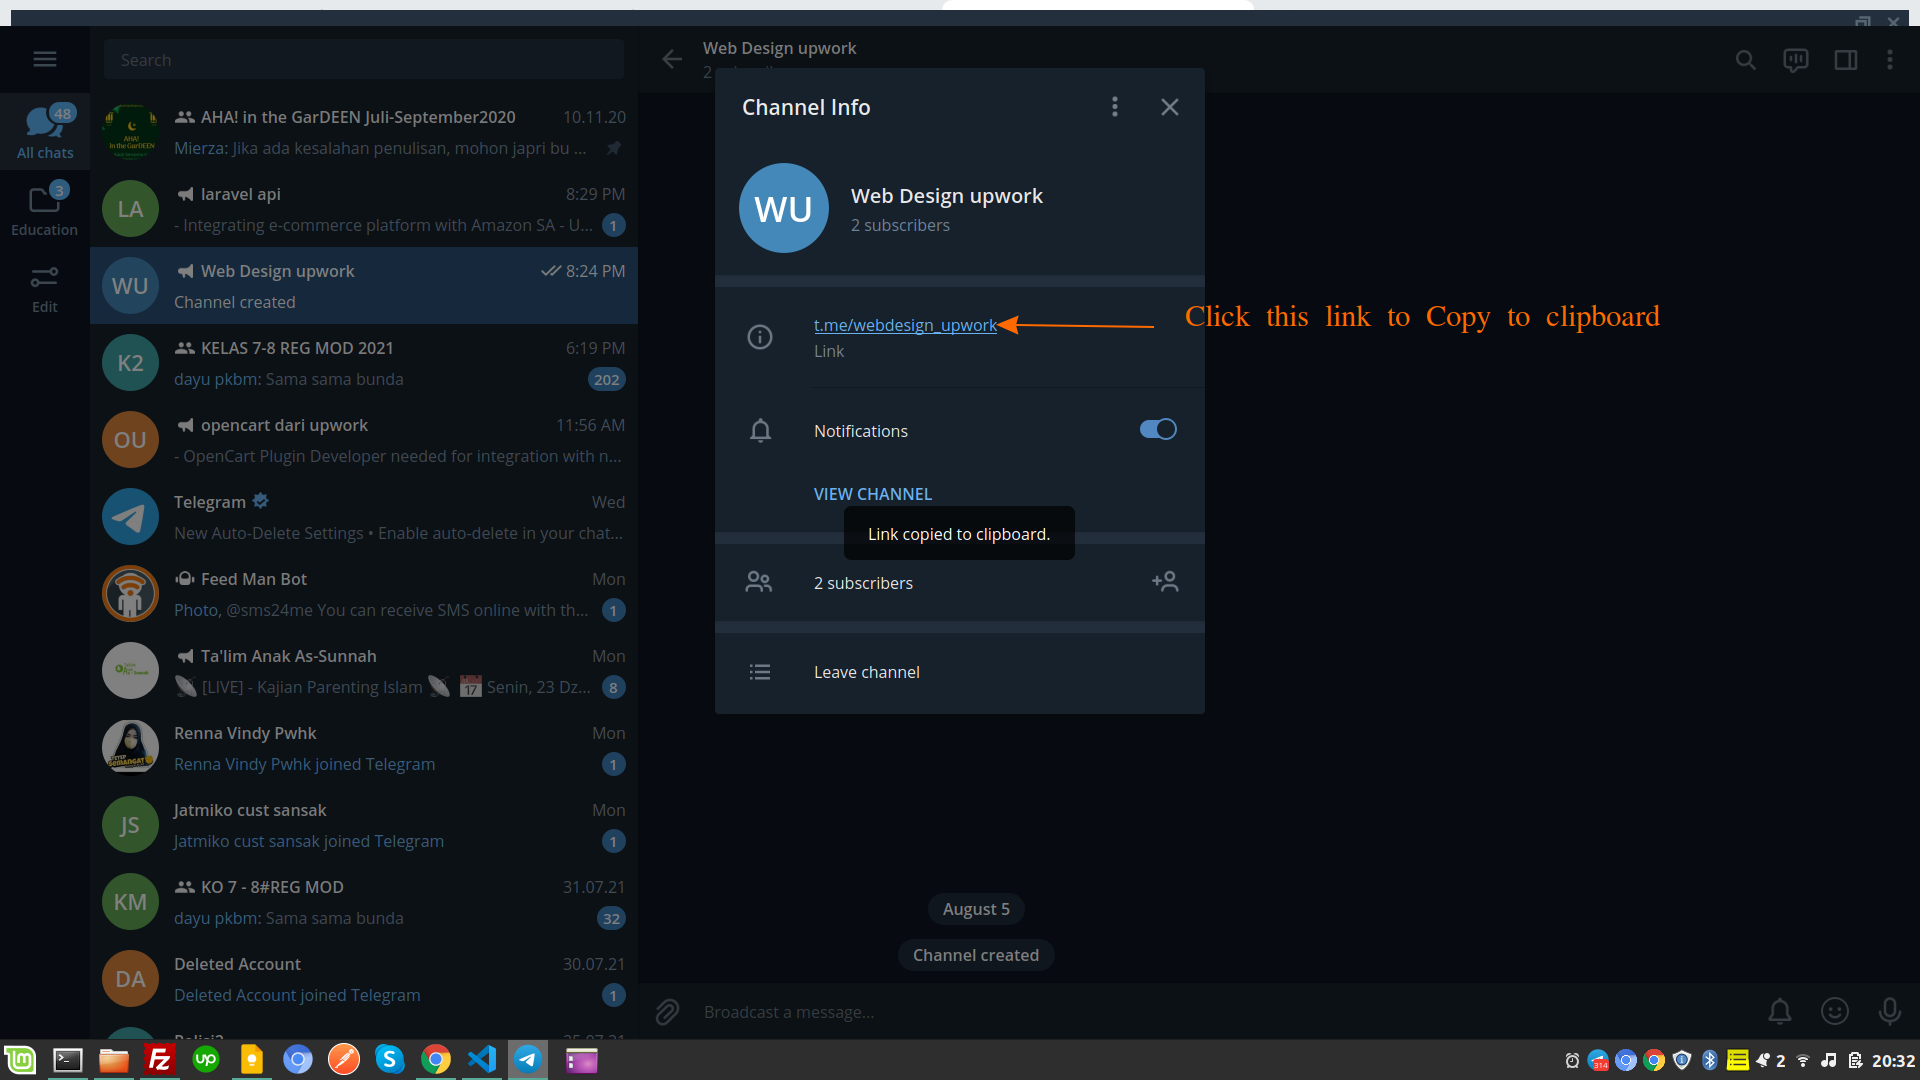 Search
48
All chats
3
Education
Edit
AHA! in the GarDEEN Juli-September2020 10.11.20
Mierza: Jika ada kesalahan penulisan, mohon japri bu ...
AHA!
in the GarDEEN
LA
laravel api 8:29 PM
- Integrating e-commerce platform with Amazon SA - U... 1
WU
Web Design upwork 8:24 PM
Channel created
K2
KELAS 7-8 REG MOD 2021 6:19 PM
dayu pkbm: Sama sama bunda 202
OU
opencart dari upwork 11:56 AM
- OpenCart Plugin Developer needed for integration with n...
Telegram Wed
New Auto-Delete Settings • Enable auto-delete in your chat...
Feed Man Bot Mon
Photo, @sms24me You can receive SMS online with th... 1
Ta'lim Anak As-Sunnah Mon
[LIVE] - Kajian Parenting Islam 17 Senin, 23 Dz... 8
Renna Vindy Pwhk Mon
Renna Vindy Pwhk joined Telegram 1
SEMANGAT
JS
Jatmiko cust sansak Mon
Jatmiko cust sansak joined Telegram 1
KM
KO 7 - 8#REG MOD 31.07.21
dayu pkbm: Sama sama bunda 32
DA
Deleted Account 30.07.21
Deleted Account joined Telegram 1
Web Design upwork
2
Channel Info
WU
Web Design upwork
2 subscribers
t.me/webdesign_upwork
Link
Click this link to Copy to clipboard
Notifications
VIEW CHANNEL
Link copied to clipboard.
2 subscribers
Leave channel
August 5
Channel created
Broadcast a message...
lm
Fz
up
S
314
2
20:32